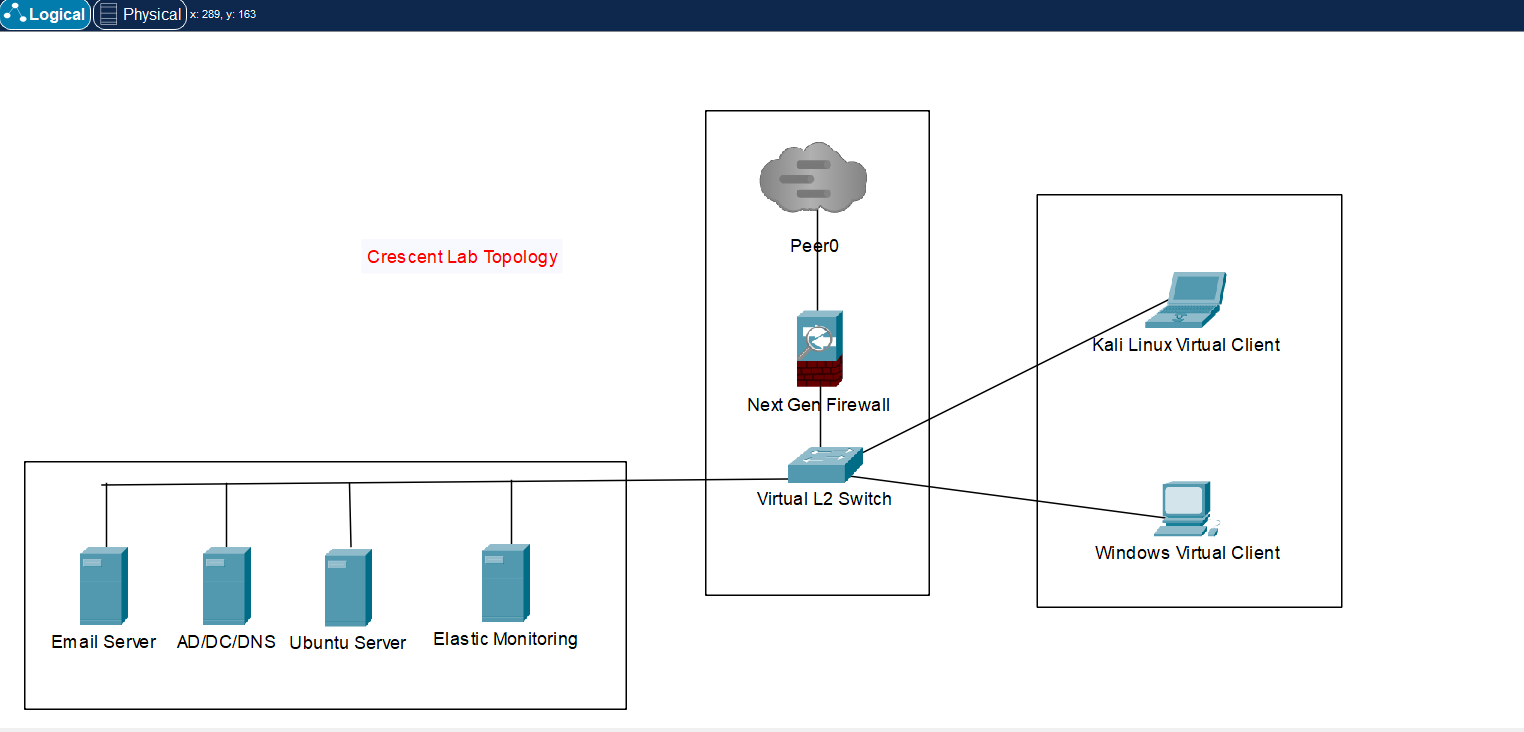 Logical
Physical
x: 289, y: 163
Peer0
Crescent Lab Topology
Kali Linux Virtual Client
Next Gen Firewall
Virtual L2 Switch
Windows Virtual Client
Email Server
AD/DC/DNS
Ubuntu Server
Elastic Monitoring